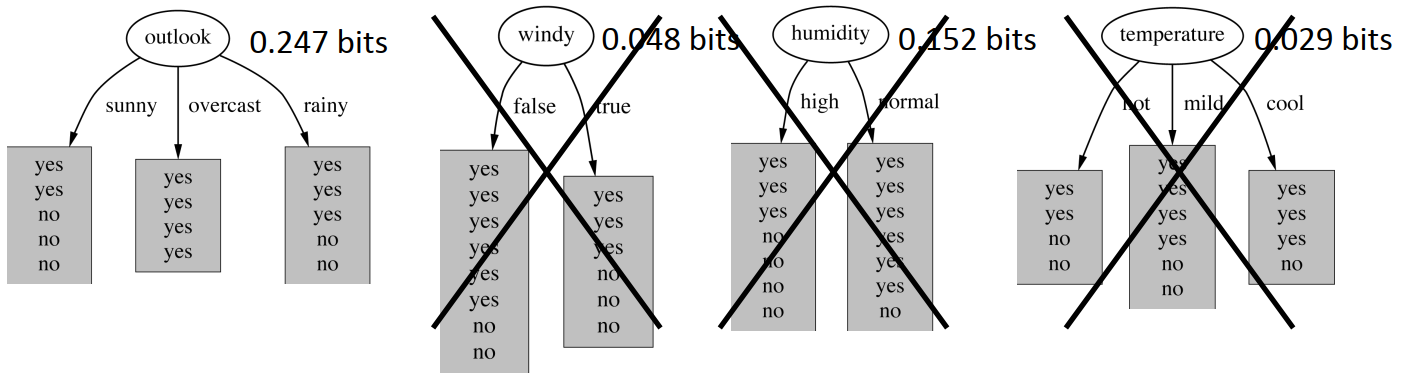 outlook
0.247 bits
sunny
overcast
rainy
yes
yes
no
no
no
yes
yes
yes
yes
yes
yes
yes
no
no
windy
0.048 bits
false
true
yes
yes
yes
yes
yes
yes
no
no
yes
yes
yes
no
no
no
humidity
0.152 bits
high
normal
yes
yes
yes
no
no
no
no
yes
yes
yes
yes
yes
yes
no
temperature
0.029 bits
hot
mild
cool
yes
yes
no
no
yes
yes
yes
yes
no
no
yes
yes
yes
no